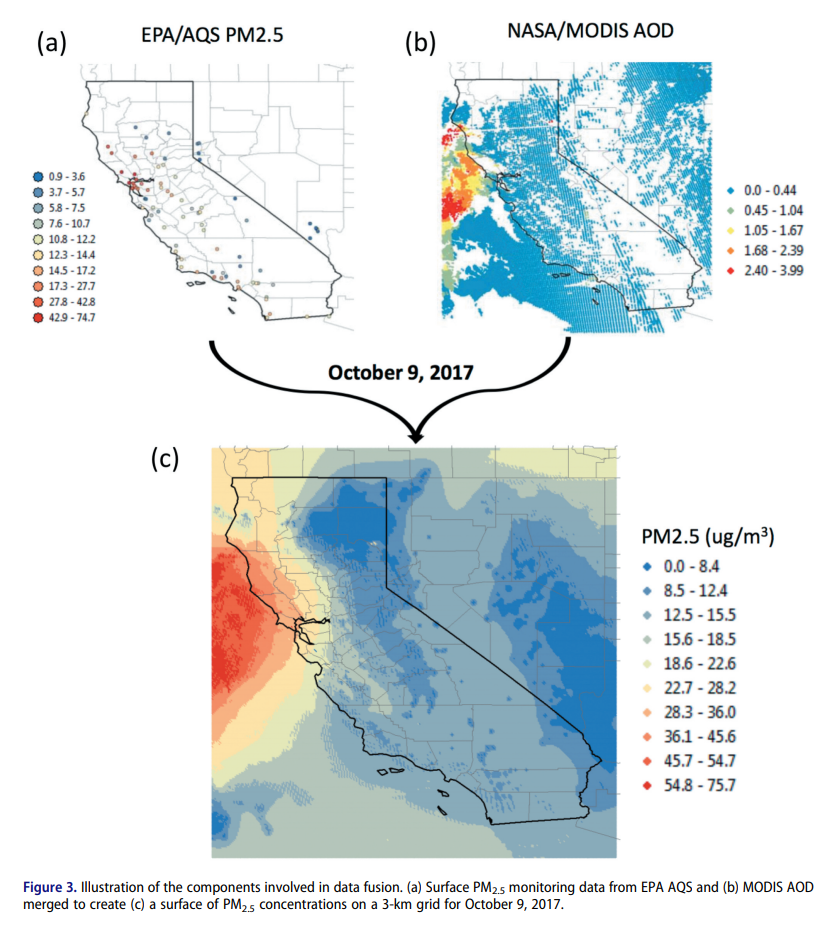 (a)
EPA/AQS PM2.5
(b)
NASA/MODIS AOD
0.9 - 3.6
3.7 - 5.7
5.8 - 7.5
7.6 - 10.7
10.8 - 12.2
12.3 - 14.4
14.5 - 17.2
17.3 - 27.7
27.8 - 42.8
42.9 - 74.7
0.0 - 0.44
0.45 - 1.04
1.05 - 1.67
1.68 - 2.39
2.40 - 3.99
October 9, 2017
(c)
PM2.5 (ug/m³)
0.0 - 8.4
8.5 - 12.4
12.5 - 15.5
15.6 - 18.5
18.6 - 22.6
22.7 - 28.2
28.3 - 36.0
36.1 - 45.6
45.7 - 54.7
54.8 - 75.7
Figure 3. Illustration of the components involved in data fusion. (a) Surface PM₂.₅ monitoring data from EPA AQS and (b) MODIS AOD
merged to create (c) a surface of PM₂.₅ concentrations on a 3-km grid for October 9, 2017.